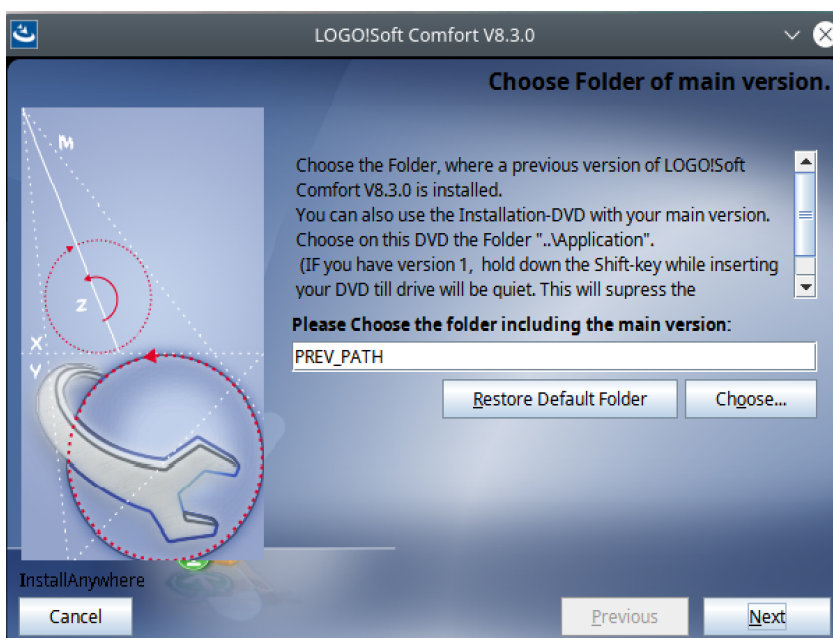 LOGO!Soft Comfort V8.3.0
Choose Folder of main version.
M
Z
X
Y
Choose the Folder, where a previous version of LOGO!Soft
Comfort V8.3.0 is installed.
You can also use the Installation-DVD with your main version.
Choose on this DVD the Folder "..\Application".
(IF you have version 1, hold down the Shift-key while inserting
your DVD till drive will be quiet. This will supress the
Please Choose the folder including the main version:
PREV_PATH
Restore Default Folder
Choose...
InstallAnywhere
Cancel
Previous
Next